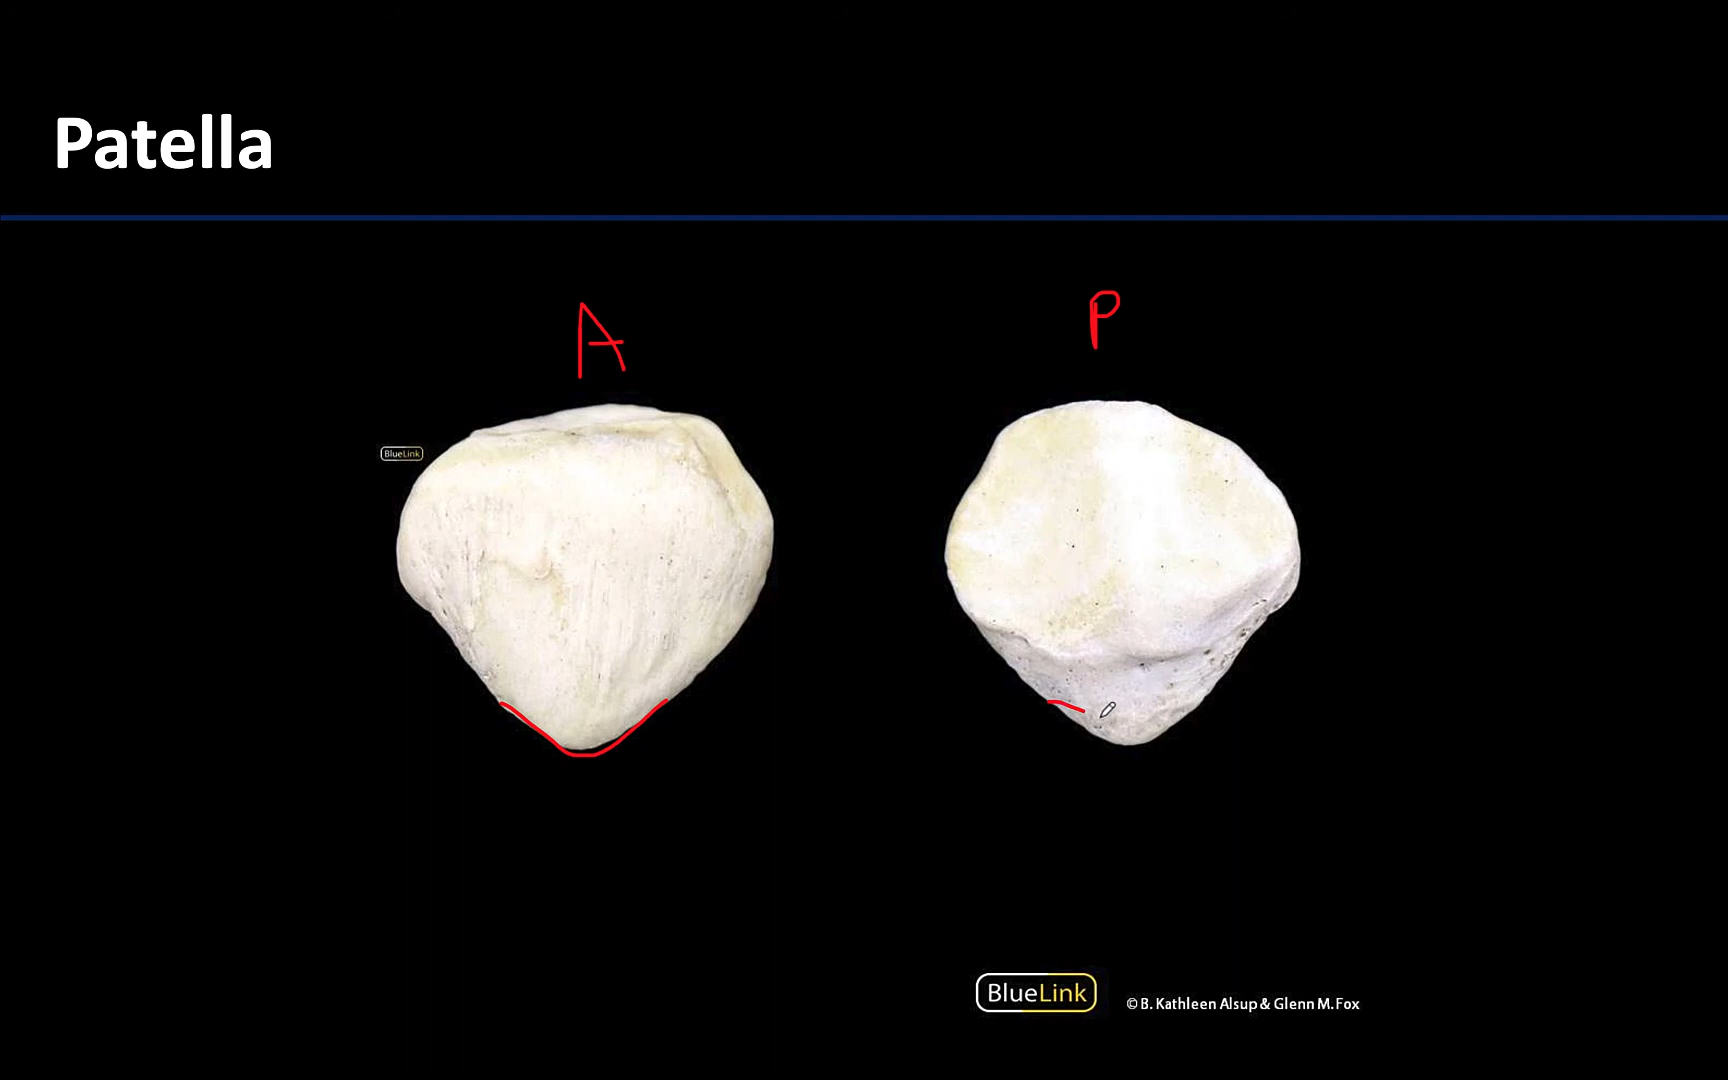 Patella
A
P
BlueLink
BlueLink
© B. Kathleen Alsup & Glenn M. Fox